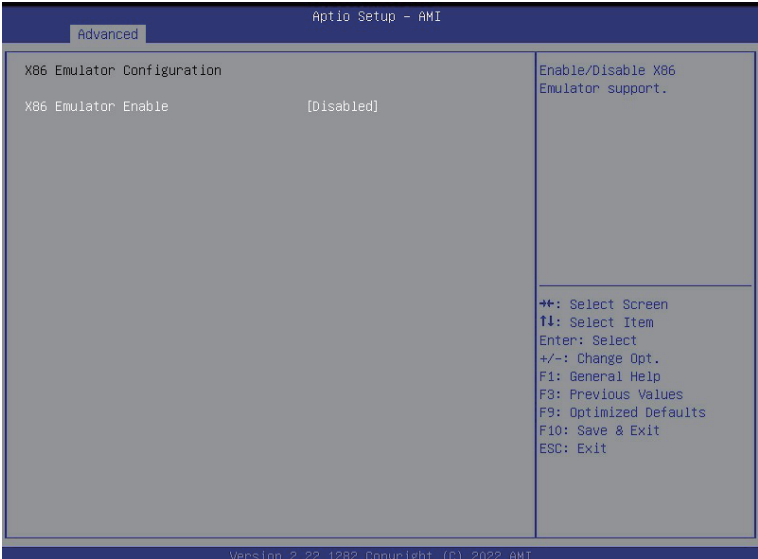 Aptio Setup – AMI
Advanced
X86 Emulator Configuration
X86 Emulator Enable [Disabled]
Enable/Disable X86
Emulator support.
→←: Select Screen
↑↓: Select Item
Enter: Select
+/-: Change Opt.
F1: General Help
F3: Previous Values
F9: Optimized Defaults
F10: Save & Exit
ESC: Exit
Version 2.22.1282 Copyright (C) 2022 AMI